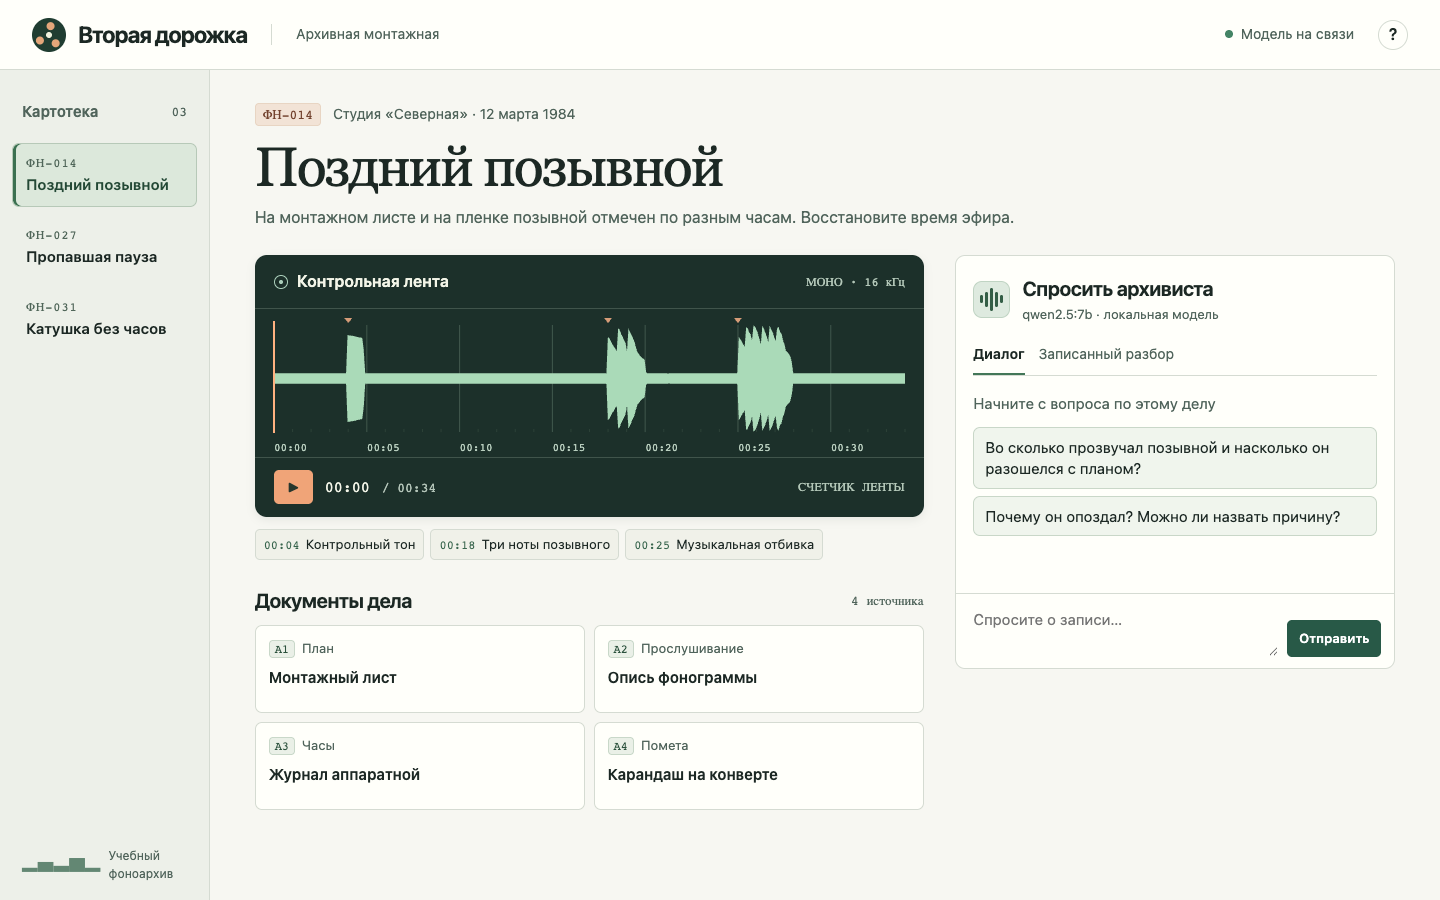 Вторая дорожка
Архивная монтажная
Модель на связи
?
Картотека
03
ФН-014
Поздний позывной
ФН-027
Пропавшая пауза
ФН-031
Катушка без часов
Учебный
фоноархив
ФН-014
Студия «Северная» · 12 марта 1984
Поздний позывной
На монтажном листе и на пленке позывной отмечен по разным часам. Восстановите время эфира.
Контрольная лента
МОНО · 16 кГц
00:00 00:05 00:10 00:15 00:20 00:25 00:30
00:00 / 00:34
СЧЕТЧИК ЛЕНТЫ
00:04 Контрольный тон
00:18 Три ноты позывного
00:25 Музыкальная отбивка
Документы дела
4 источника
А1 План
Монтажный лист
А2 Прослушивание
Опись фонограммы
А3 Часы
Журнал аппаратной
А4 Помета
Карандаш на конверте
Спросить архивиста
qwen2.5:7b · локальная модель
Диалог
Записанный разбор
Начните с вопроса по этому делу
Во сколько прозвучал позывной и насколько он
разошелся с планом?
Почему он опоздал? Можно ли назвать причину?
Спросите о записи...
Отправить